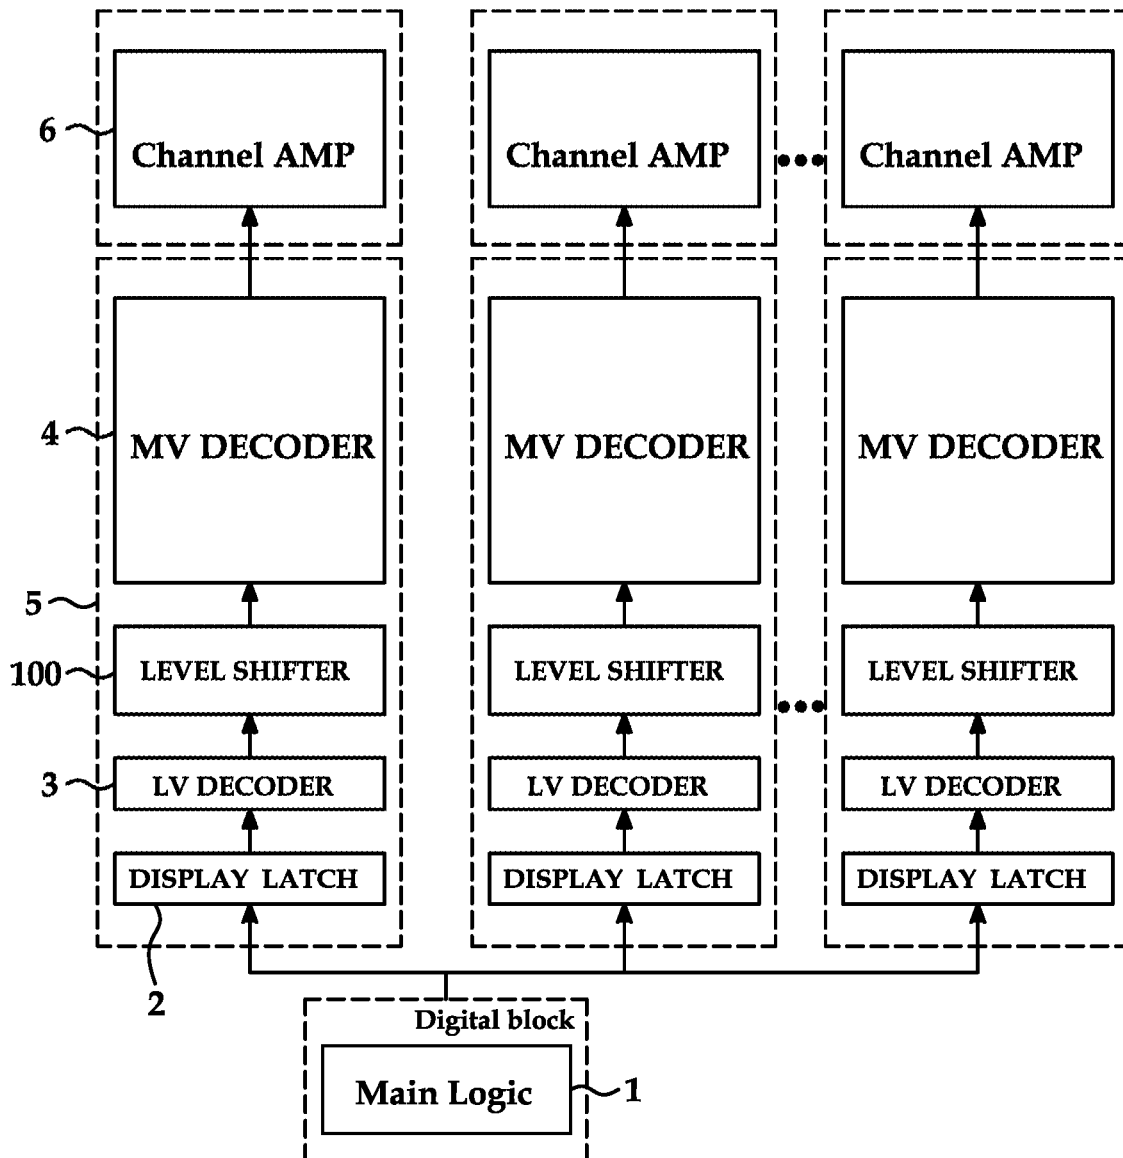 6
Channel AMP
Channel AMP
Channel AMP
4
MV DECODER
MV DECODER
MV DECODER
5
100
LEVEL SHIFTER
LEVEL SHIFTER
LEVEL SHIFTER
3
LV DECODER
LV DECODER
LV DECODER
DISPLAY LATCH
DISPLAY LATCH
DISPLAY LATCH
2
Digital block
Main Logic
1